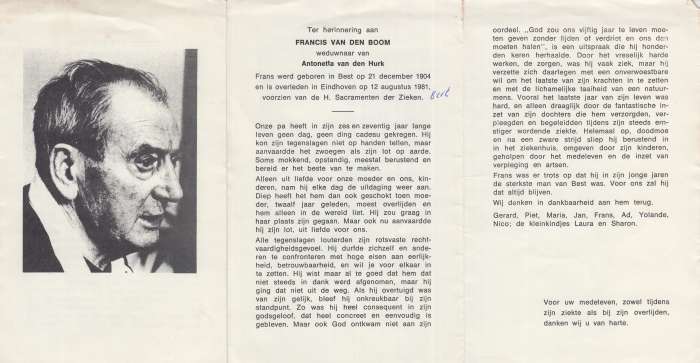 Ter herinnering aan
FRANCIS VAN DEN BOOM
weduwnaar van
Antonetta van den Hurk
Frans werd geboren in Best op 21 december 1904
en is overleden in Eindhoven op 12 augustus 1981,
voorzien van de H. Sacramenten der Zieken. Best
Onze pa heeft in zijn zes en zeventig jaar lange
leven geen dag, geen ding cadeau gekregen. Hij
kon zijn tegenslagen niet op handen tellen, maar
aanvaardde het zwoegen als zijn lot op aarde.
Soms mokkend, opstandig, meestal berustend en
bereid er het beste van te maken.
Alleen uit liefde voor onze moeder en ons, kin-
deren, nam hij elke dag de uitdaging weer aan.
Diep heeft het hem dan ook geschokt toen moe-
der, twaalf jaar geleden, moest overlijden en
hem alleen in de wereld liet. Hij zou graag in
haar plaats zijn gegaan. Maar ook nu aanvaardde
hij zijn lot, uit liefde voor ons.
Alle tegenslagen louterden zijn rotsvaste recht-
vaardigheidsgevoel. Hij durfde zichzelf en ande-
ren te confronteren met hoge eisen aan eerlijk-
heid, betrouwbaarheid, en wil je voor elkaar in
te zetten. Hij wist maar al te goed dat hem dat
niet steeds in dank werd afgenomen, maar hij
ging dat niet uit de weg. Als hij overtuigd was
van zijn gelijk, bleef hij onkreukbaar bij zijn
standpunt. Zo was hij heel consequent in zijn
godsgeloof, dat heel concreet en eenvoudig is
gebleven. Maar ook God ontkwam niet aan zijn
oordeel. „God zou ons vijftig jaar te leven moe-
ten geven zonder lijden of verdriet en ons dan
moeten halen", is een uitspraak die hij honder-
den keren herhaalde. Door het vreselijk harde
werken, de zorgen, was hij vaak ziek, maar hij
verzette zich daarlegen met een onverwoestbare
wil om het laatste van zijn krachten in te zetten
en met de lichamelijke taaiheid van een natuur-
mens. Vooral het laatste jaar van zijn leven was
hard, en alleen draaglijk door de fantastische in-
zet van zijn dochters die hem verzorgden, ver-
pleegden en begeleidden tijdens zijn steeds ern-
stiger wordende ziekte. Helemaal op, doodmoe
en na een zware strijd sliep hij berustend in
in het ziekenhuis, omgeven door zijn kinderen,
geholpen door het medeleven en de inzet van
verpleging en artsen.
Frans was er trots op dat hij in zijn jonge jaren
de sterkste man van Best was. Voor ons zal hij
dat altijd blijven.
Wij denken in dankbaarheid aan hem terug.
Gerard, Piet, Maria, Jan, Frans, Ad, Yolande,
Nico; de kleinkindjes Laura en Sharon.
Voor uw medeleven, zowel tijdens
zijn ziekte als bij zijn overlijden,
danken wij u van harte.